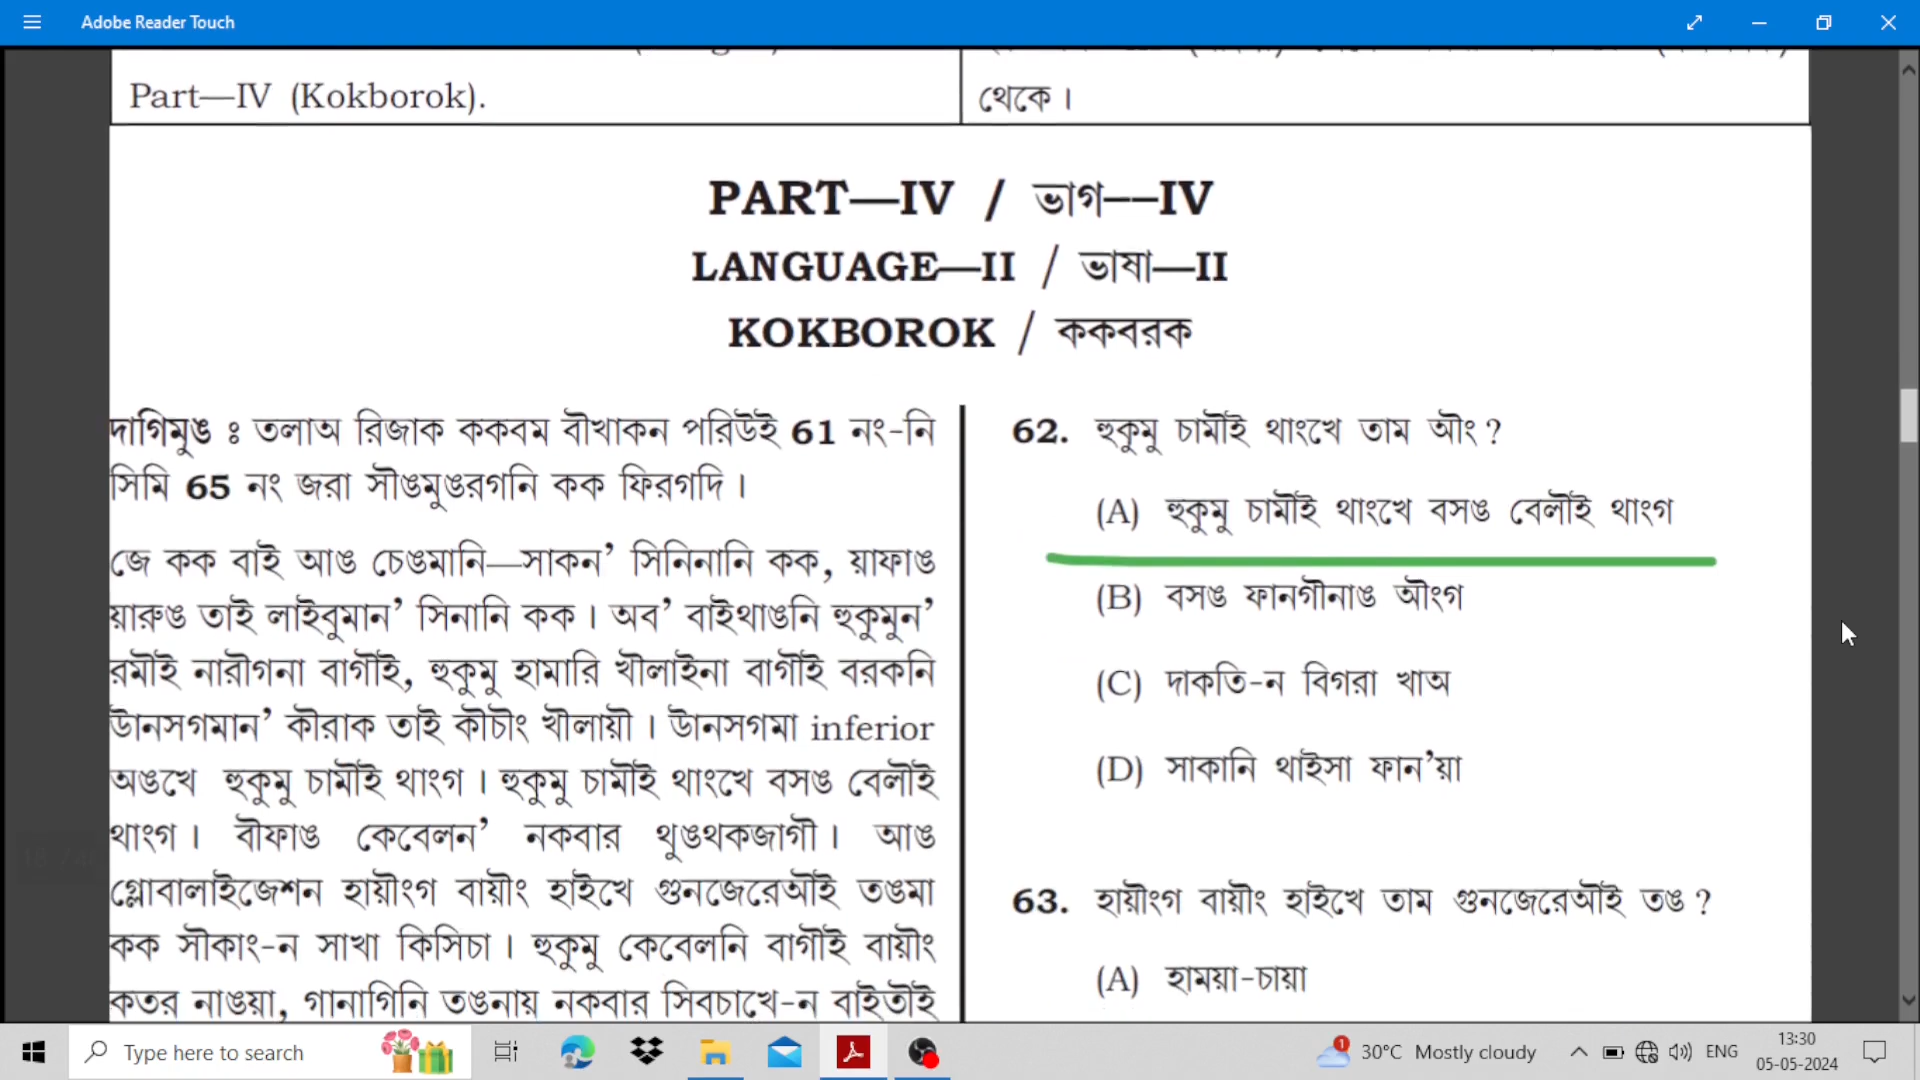 Adobe Reader Touch
Part—IV (Kokborok).
থেকে ।
PART—IV / ভাগ—IV
LANGUAGE—II / ভাষা—II
KOKBOROK / ককবরক
দাগিমুঙ ঃ তলাঅ রিজাক ককবম বীখাকন পরিউই 61 নং-নি
সিমি 65 নং জরা সীঙমুঙরগনি কক ফিরগদি ।
জে কক বাই আঙ চেঙমানি—সাকন’ সিনিনানি কক, য়াফাঙ
য়ারুঙ তাই লাইবুমান’ সিনানি কক । অব’ বাইথাঙনি হুকুমুন’
রমীই নারীগনা বাগীই, হুকুমু হামারি খীলাইনা বাগীই বরকনি
উানসগমান’ কীরাক তাই কীচীং খীলায়ী । উানসগমা inferior
অঙখে হুকুমু চামীই থাংগ । হুকুমু চামীই থাংখে বসঙ বেলীই
থাংগ । বীফাঙ কেবেলন’ নকবার থুঙথকজাগী । আঙ
গ্লোবালাইজেশন হায়ীংগ বায়ীং হাইখে গুনজেরেঅীই তঙমা
কক সীকাং-ন সাখা কিসিচা । হুকুমু কেবেলনি বাগীই বায়ীং
কতর নাঙয়া, গানাগিনি তঙনায় নকবার সিবচাখে-ন বাইতীই
62. হুকুমু চামীই থাংখে তাম অীং ?
(A) হুকুমু চামীই থাংখে বসঙ বেলীই থাংগ
(B) বসঙ ফানগীনাঙ অীংগ
(C) দাকতি-ন বিগরা খাঅ
(D) সাকানি থাইসা ফান’য়া
63. হায়ীংগ বায়ীং হাইখে তাম গুনজেরেঅীই তঙ ?
(A) হাময়া-চায়া
Type here to search
1
30°C Mostly cloudy
ENG
13:30
05-05-2024